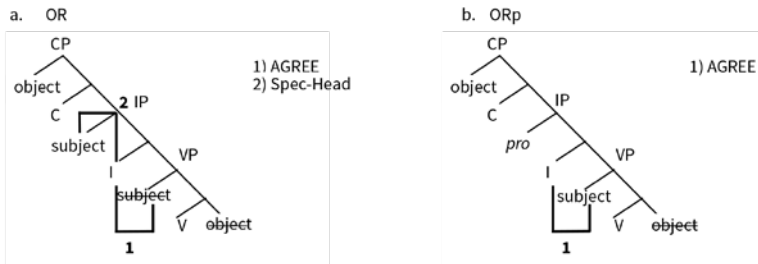 a. OR
CP
1) AGREE
object
2) Spec-Head
2 IP
C
subject
VP
I
subject
V object
1
b. ORp
CP
1) AGREE
object
IP
C
pro
VP
I
subject
V object
1